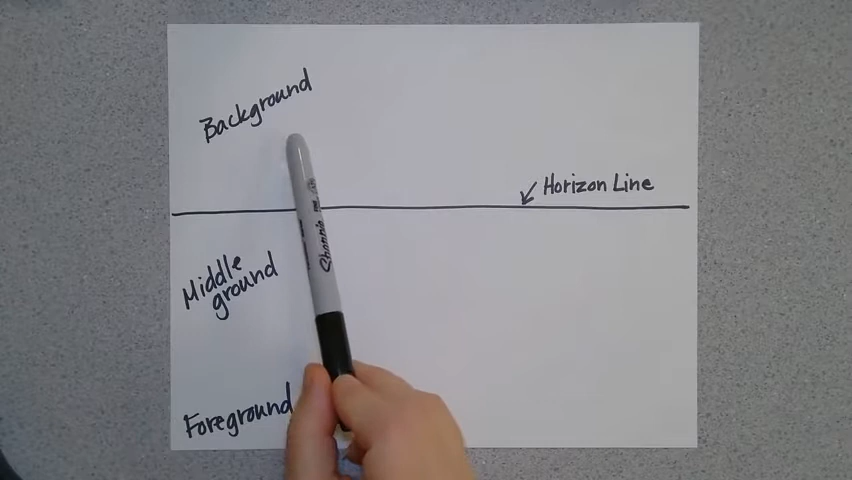 Background
Horizon Line
Sharpie
Middle
ground
Foreground